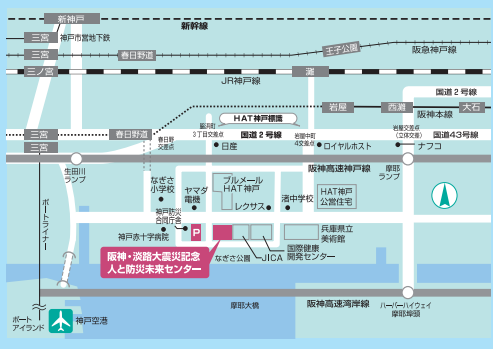 新神戸
新幹線
三宮
神戸市営地下鉄
王子公園
三宮
春日野道
阪急神戸線
三ノ宮
灘
JR神戸線
国道2号線
岩屋
西灘
大石
HAT神戸標識
阪神本線
脇浜町
3丁目交差点
国道2号線
岩屋中町
4交差点
岩屋交差点
(立体交差)
国道43号線
三宮
春日野道
春日野
交差点
日産
ロイヤルホスト
ナフコ
三宮
阪神高速神戸線
生田川
ランプ
摩耶
ランプ
なぎさ
小学校
ヤマダ
電機
ブルメール
HAT神戸
レクサス
渚中学校
HAT神戸
公営住宅
ポートライナー
神戸防災
合同庁舎
神戸赤十字病院
P
兵庫県立
美術館
阪神・淡路大震災記念
人と防災未来センター
なぎさ公園
JICA
国際健康
開発センター
摩耶大橋
阪神高速湾岸線
ハーバーハイウェイ
摩耶埠頭
ポート
アイランド
神戸空港